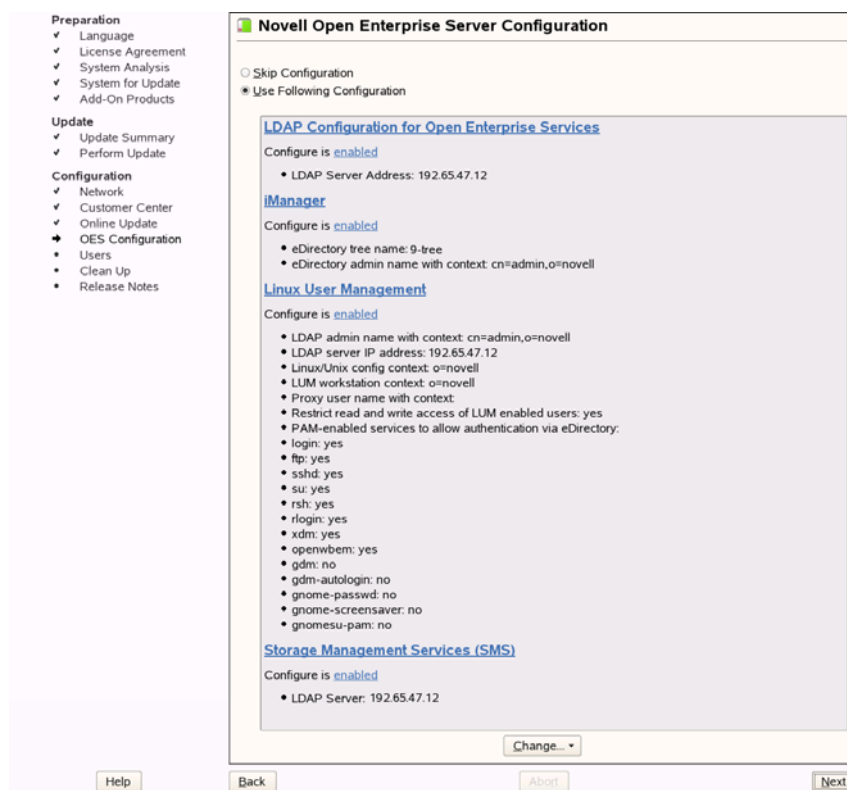 Preparation
Language
License Agreement
System Analysis
System for Update
Add-On Products
Update
Update Summary
Perform Update
Configuration
Network
Customer Center
Online Update
OES Configuration
Users
Clean Up
Release Notes
Novell Open Enterprise Server Configuration
Skip Configuration
Use Following Configuration
LDAP Configuration for Open Enterprise Services
Configure is enabled
• LDAP Server Address: 192.65.47.12
iManager
Configure is enabled
• eDirectory tree name: 9-tree
• eDirectory admin name with context: cn=admin,o=novell
Linux User Management
Configure is enabled
• LDAP admin name with context: cn=admin,o=novell
• LDAP server IP address: 192.65.47.12
• Linux/Unix config context: o=novell
• LUM workstation context: o=novell
• Proxy user name with context:
• Restrict read and write access of LUM enabled users: yes
• PAM-enabled services to allow authentication via eDirectory:
• login: yes
• ftp: yes
• sshd: yes
• su: yes
• rsh: yes
• rlogin: yes
• xdm: yes
• openwbem: yes
• gdm: no
• gdm-autologin: no
• gnome-passwd: no
• gnome-screensaver: no
• gnomesu-pam: no
Storage Management Services (SMS)
Configure is enabled
• LDAP Server: 192.65.47.12
Change...
Help
Back
Abort
Next